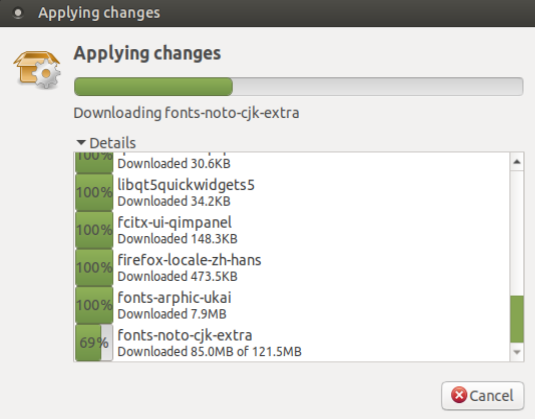 Applying changes
Applying changes
Downloading fonts-noto-cjk-extra
Details
100%
Downloaded 30.6KB
100%
libqt5quickwidgets5
Downloaded 34.2KB
100%
fcitx-ui-qimpanel
Downloaded 148.3KB
100%
firefox-locale-zh-hans
Downloaded 473.5KB
100%
fonts-arphic-ukai
Downloaded 7.9MB
69%
fonts-noto-cjk-extra
Downloaded 85.0MB of 121.5MB
Cancel